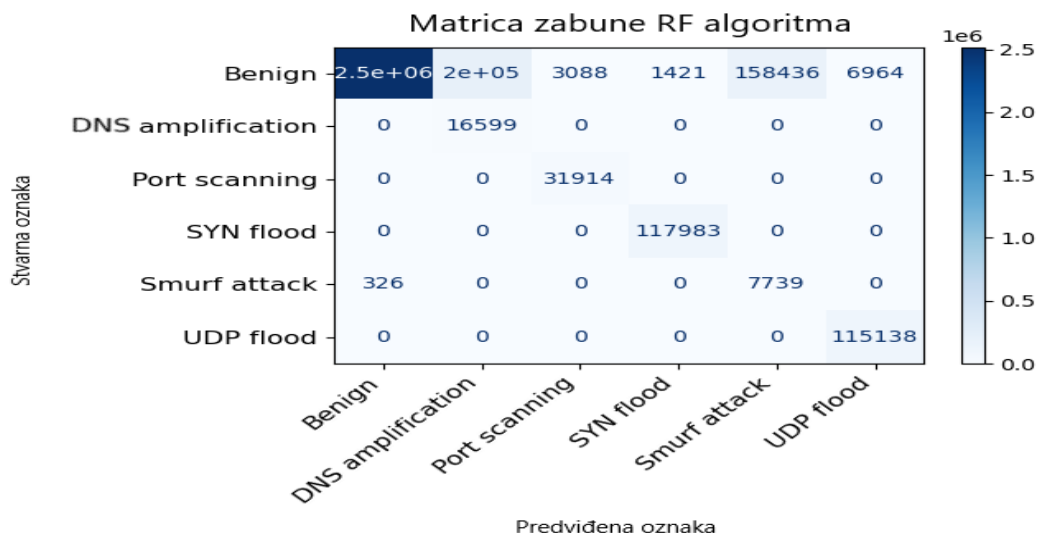 Matrica zabune RF algoritma
1e6
Benign 2.5e+06 2e+05 3088 1421 158436 6964
DNS amplification 0 16599 0 0 0 0
Port scanning 0 0 31914 0 0 0
SYN flood 0 0 0 117983 0 0
Smurf attack 326 0 0 0 7739 0
UDP flood 0 0 0 0 0 115138
Stvarna oznaka
Benign
DNS amplification
Port scanning
SYN flood
Smurf attack
UDP flood
Predviđena oznaka
2.5
2.0
1.5
1.0
0.5
0.0